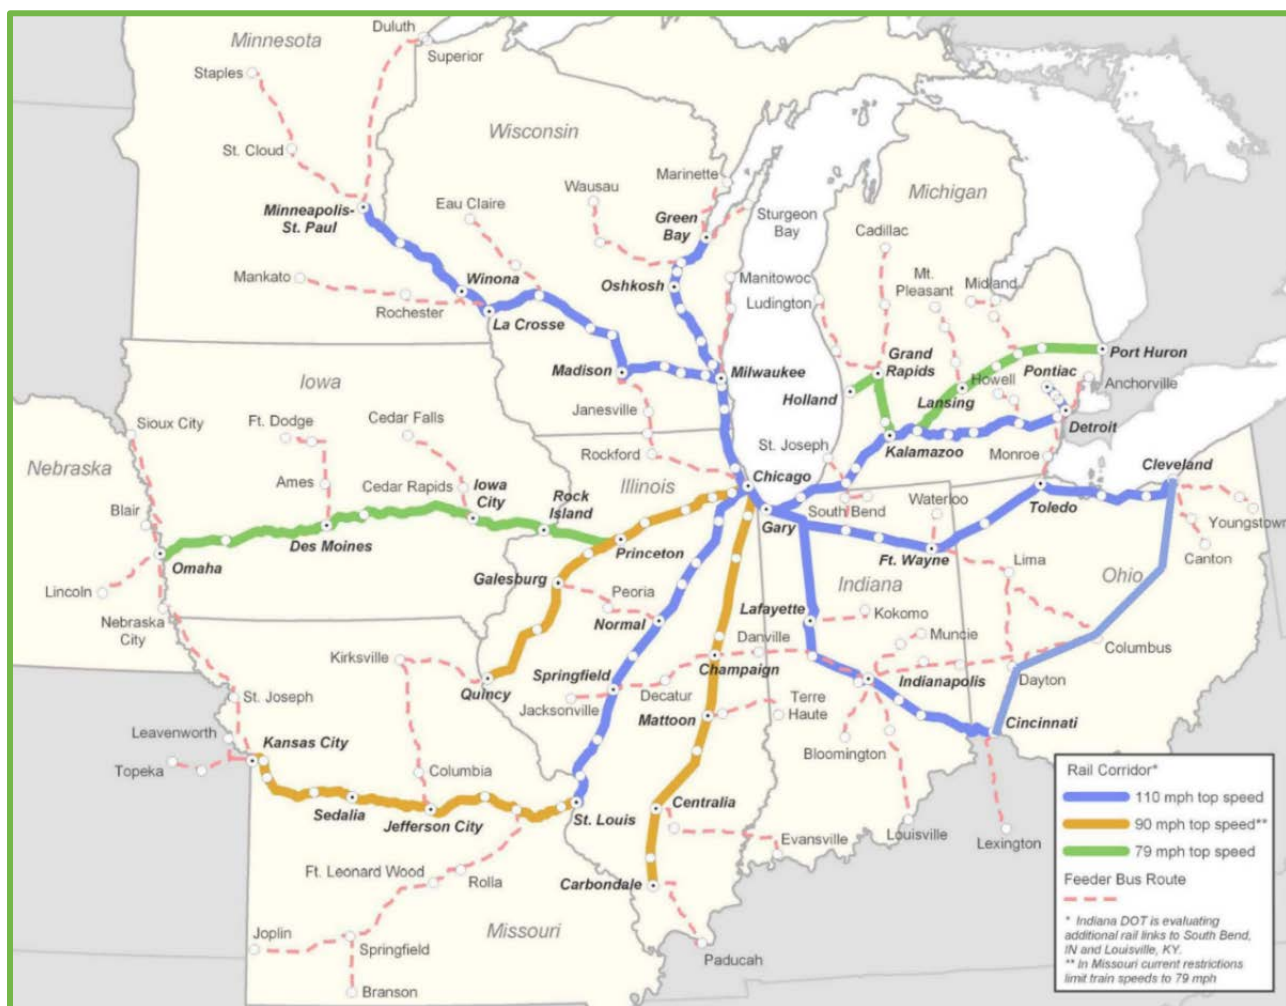 Duluth
Minnesota
Superior
Staples
Wisconsin
St. Cloud
Marinette
Wausau
Michigan
Eau Claire
Minneapolis-
St. Paul
Green
Bay
Sturgeon
Bay
Cadillac
Mankato
Winona
Oshkosh
Manitowoc
Mt.
Pleasant
Midland
Ludington
Rochester
La Crosse
Grand
Rapids
Port Huron
Madison
Milwaukee
Pontiac
Iowa
Holland
Lansing
Howell
Anchorville
Janesville
Sioux City
Ft. Dodge
Cedar Falls
Detroit
St. Joseph
Kalamazoo
Rockford
Monroe
Nebraska
Chicago
Cleveland
Ames
Cedar Rapids
Iowa
City
Rock
Island
Illinois
South Bend
Waterloo
Blair
Gary
Toledo
Youngstown
Des Moines
Princeton
Ft. Wayne
Canton
Omaha
Galesburg
Lima
Ohio
Lincoln
Peoria
Indiana
Nebraska
City
Normal
Lafayette
Kokomo
Muncie
Danville
Columbus
Kirksville
Springfield
Champaign
Quincy
Indianapolis
Dayton
St. Joseph
Jacksonville
Decatur
Terre
Haute
Mattoon
Cincinnati
Leavenworth
Kansas City
Bloomington
Topeka
Columbia
Sedalia
Jefferson City
St. Louis
Centralia
Louisville
Evansville
Lexington
Ft. Leonard Wood
Rolla
Carbondale
Joplin
Springfield
Missouri
Paducah
Branson
Rail Corridor*
110 mph top speed
90 mph top speed**
79 mph top speed
Feeder Bus Route
* Indiana DOT is evaluating
additional rail links to South Bend,
IN and Louisville, KY.
** In Missouri current restrictions
limit train speeds to 79 mph